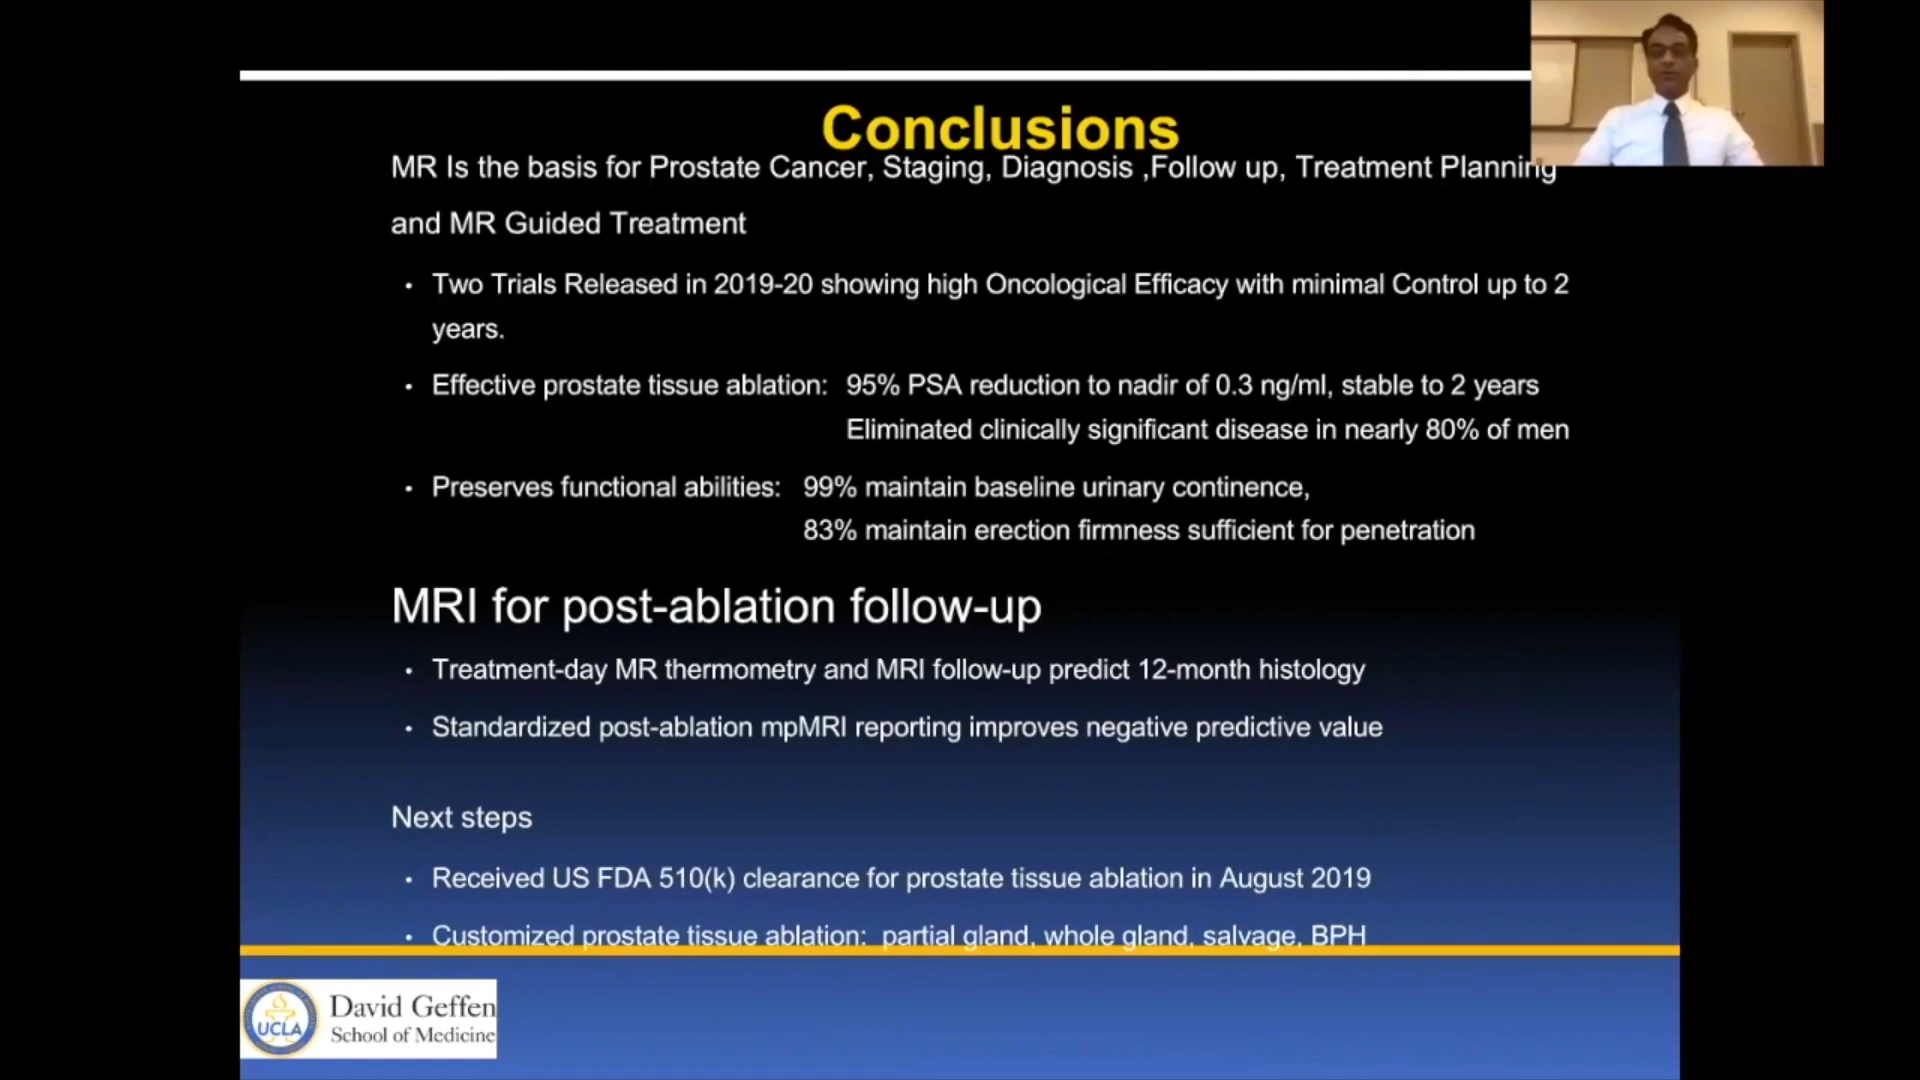 Conclusions
MR Is the basis for Prostate Cancer, Staging, Diagnosis ,Follow up, Treatment Planning
and MR Guided Treatment
• Two Trials Released in 2019-20 showing high Oncological Efficacy with minimal Control up to 2
years.
• Effective prostate tissue ablation: 95% PSA reduction to nadir of 0.3 ng/ml, stable to 2 years
Eliminated clinically significant disease in nearly 80% of men
• Preserves functional abilities: 99% maintain baseline urinary continence,
83% maintain erection firmness sufficient for penetration
MRI for post-ablation follow-up
• Treatment-day MR thermometry and MRI follow-up predict 12-month histology
• Standardized post-ablation mpMRI reporting improves negative predictive value
Next steps
• Received US FDA 510(k) clearance for prostate tissue ablation in August 2019
• Customized prostate tissue ablation: partial gland, whole gland, salvage, BPH
UCLA
David Geffen
School of Medicine